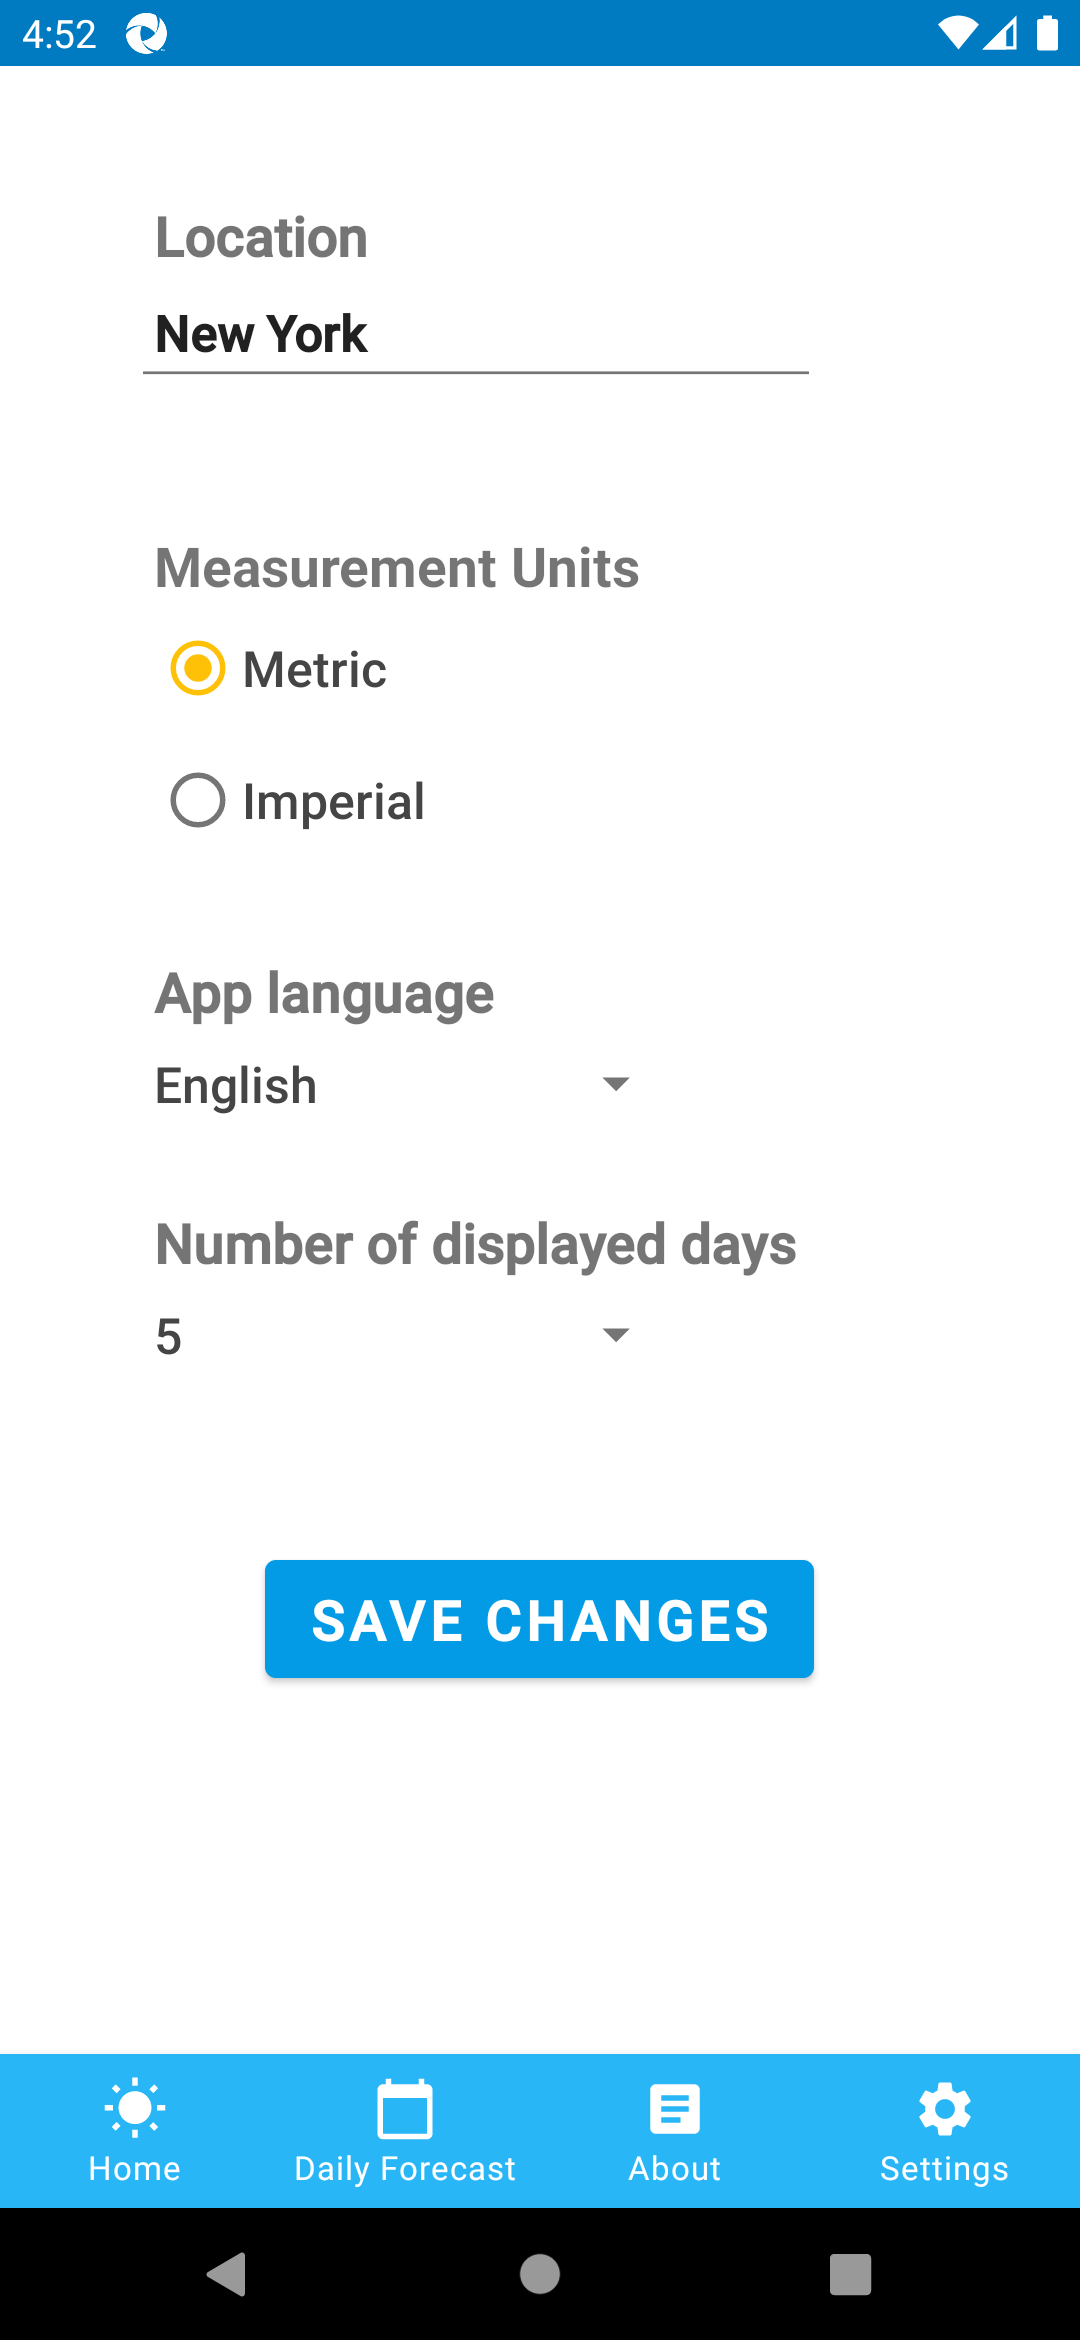 4:52
Location
New York
Measurement Units
Metric
Imperial
App language
English
Number of displayed days
5
SAVE CHANGES
Home
Daily Forecast
About
Settings